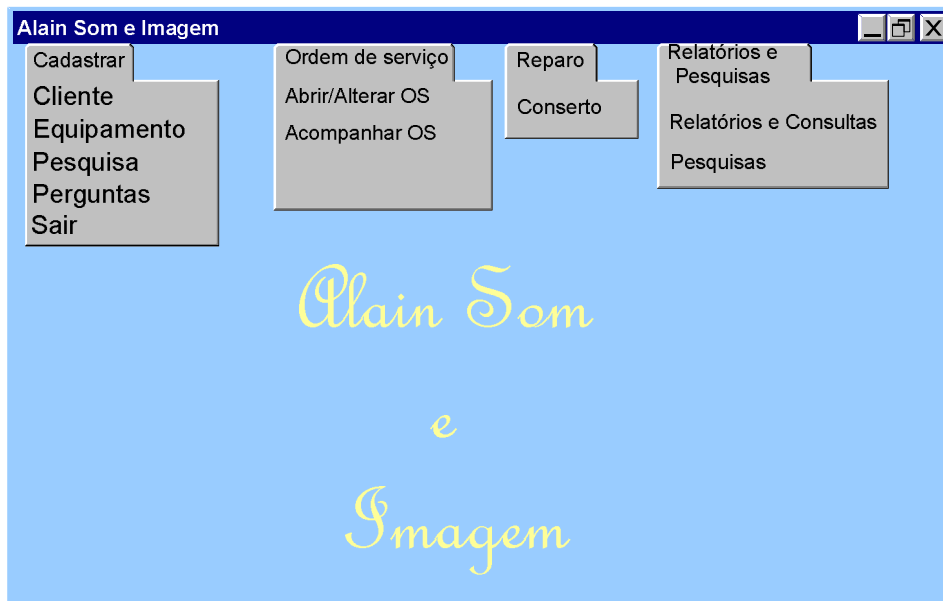 Alain Som e Imagem
Cadastrar
Cliente
Equipamento
Pesquisa
Perguntas
Sair
Ordem de serviço
Abrir/Alterar OS
Acompanhar OS
Reparo
Conserto
Relatórios e
Pesquisas
Relatórios e Consultas
Pesquisas
Alain Som
e
Imagem